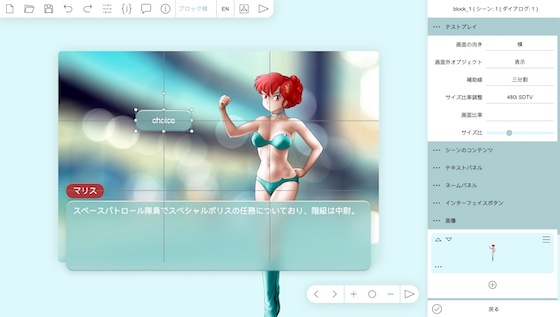 ブロック様
EN
block_1 ( シーン: 1 | ダイアログ: 1 )
テストプレイ
画面の向き
横
画面外オブジェクト
表示
補助線
三分割
サイズ比率調整
480i SDTV
画面比率
サイズ比
シーンのコンテンツ
テキストパネル
ネームパネル
インターフェイスボタン
画像
戻る
choice
マリス
スペースパトロール隊員でスペシャルポリスの任務についており、階級は中尉。